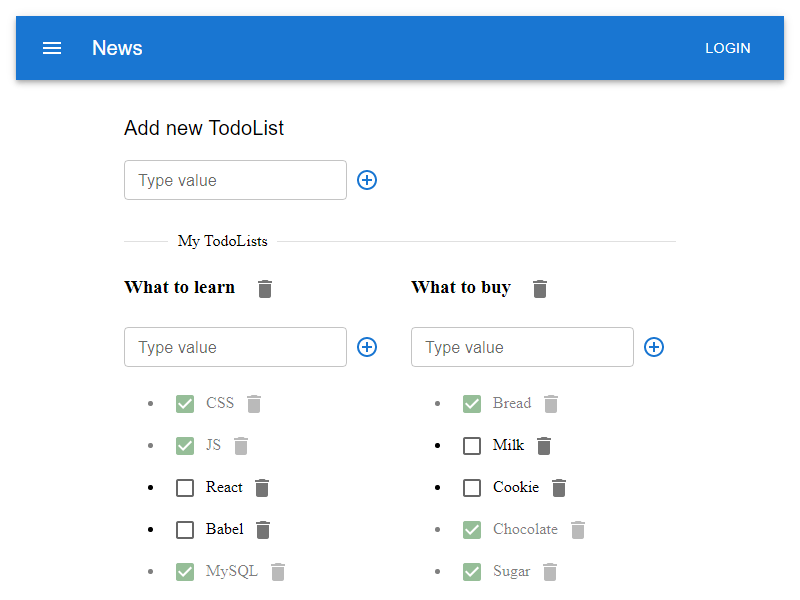 News
LOGIN
Add new TodoList
Type value
My TodoLists
What to learn
Type value
CSS
JS
React
Babel
MySQL
What to buy
Type value
Bread
Milk
Cookie
Chocolate
Sugar